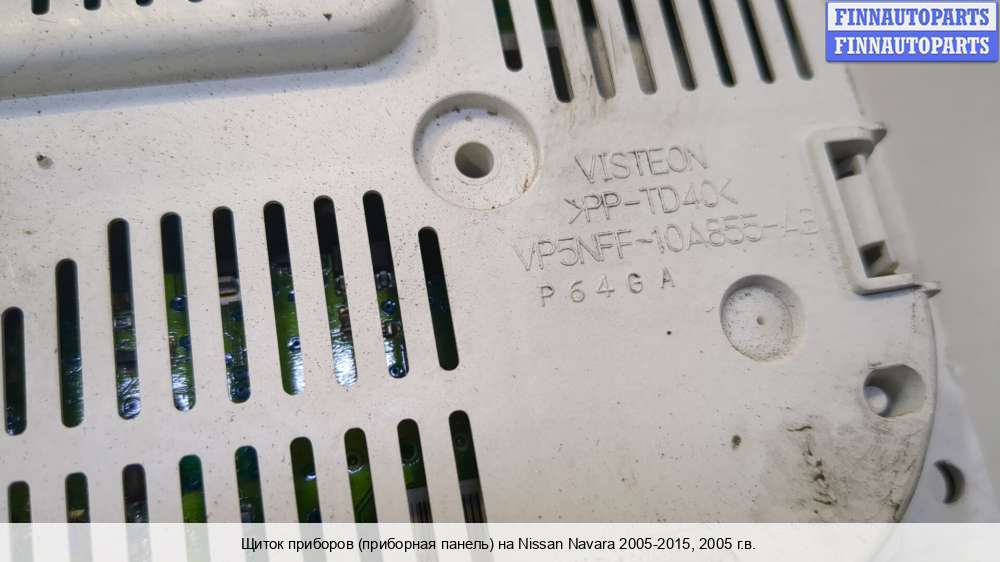 FINNAUTOPARTS
FINNAUTOPARTS
VISTEON
>PP-TD40<
VP5NFF-10A855-AB
P64GA
Щиток приборов (приборная панель) на Nissan Navara 2005-2015, 2005 г.в.